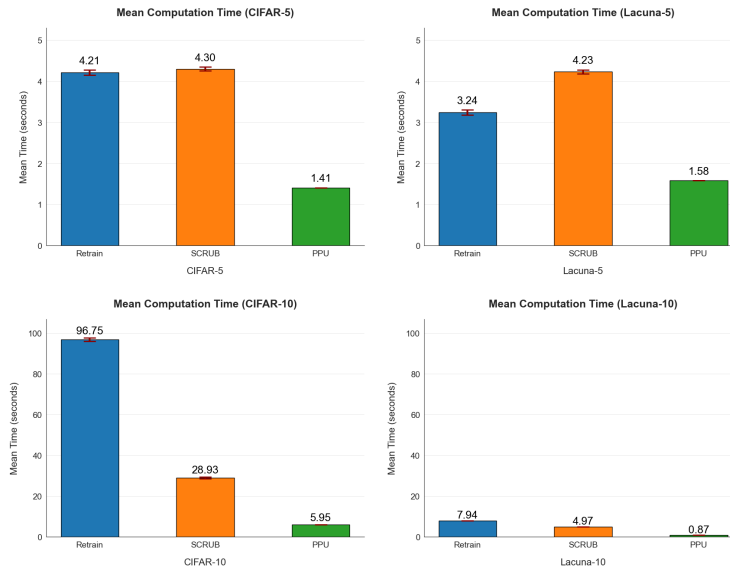 Mean Computation Time (CIFAR-5)
Mean Time (seconds)
5
4
3
2
1
0
4.21
4.30
1.41
Retrain
SCRUB
PPU
CIFAR-5
Mean Computation Time (Lacuna-5)
Mean Time (seconds)
5
4
3
2
1
0
3.24
4.23
1.58
Retrain
SCRUB
PPU
Lacuna-5
Mean Computation Time (CIFAR-10)
Mean Time (seconds)
100
80
60
40
20
0
96.75
28.93
5.95
Retrain
SCRUB
PPU
CIFAR-10
Mean Computation Time (Lacuna-10)
Mean Time (seconds)
100
80
60
40
20
0
7.94
4.97
0.87
Retrain
SCRUB
PPU
Lacuna-10